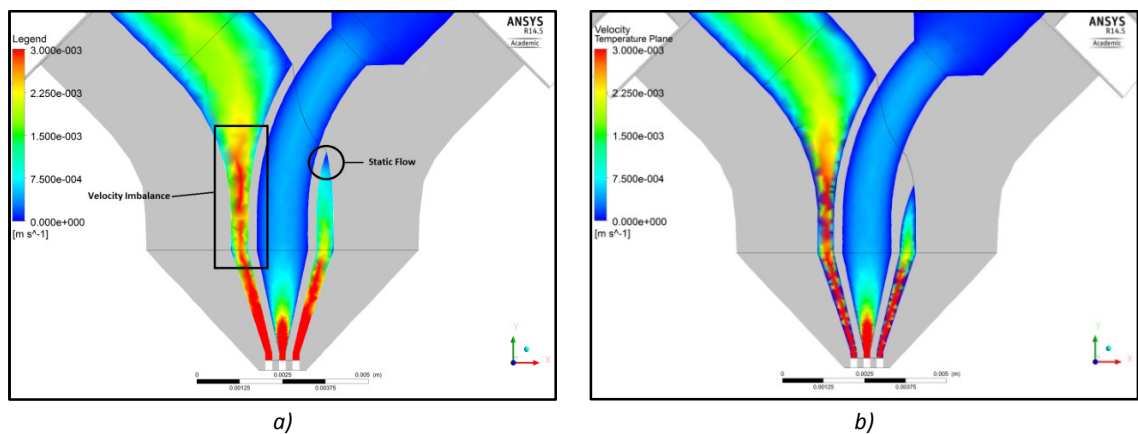 Legend
3.000e-003
2.250e-003
1.500e-003
7.500e-004
0.000e+000
[m s^-1]
ANSYS
R14.5
Academic
Static Flow
Velocity Imbalance
Y
X
0
0.0025
0.005 (m)
0.00125
0.00375
a)
Velocity
Temperature Plane
3.000e-003
2.250e-003
1.500e-003
7.500e-004
0.000e+000
[m s^-1]
ANSYS
R14.5
Academic
Y
X
0
0.0025
0.005 (m)
0.00125
0.00375
b)